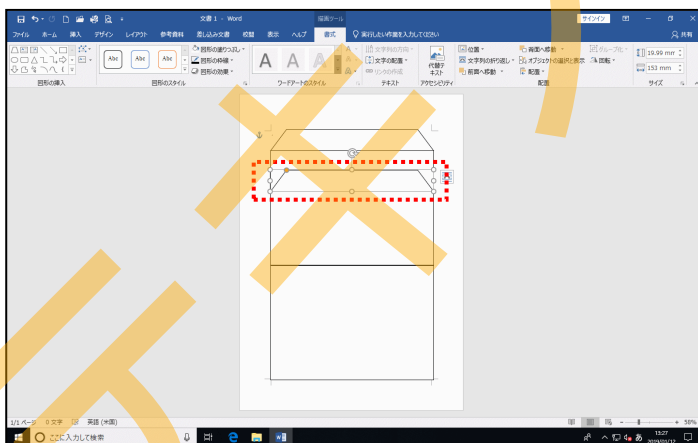 文書 1 - Word
描画ツール
サインイン
ファイル ホーム 挿入 デザイン レイアウト 参考資料 差し込み文書 校閲 表示 ヘルプ 書式 実行したい作業を入力してください 共有
Abc Abc Abc
図形の塗りつぶし
図形の枠線
図形の効果
A A A
文字列の方向
文字の配置
リンクの作成
代替テキスト
位置
文字列の折り返し
前面へ移動
背面へ移動
オブジェクトの選択と表示
配置
グループ化
回転
19.99 mm
153 mm
図形の挿入 図形のスタイル ワードアートのスタイル テキスト アクセシビリティ 配置 サイズ
1/1 ページ 0 文字 英語 (米国)
58%
ここに入力して検索
あ
13:27
2019/01/12